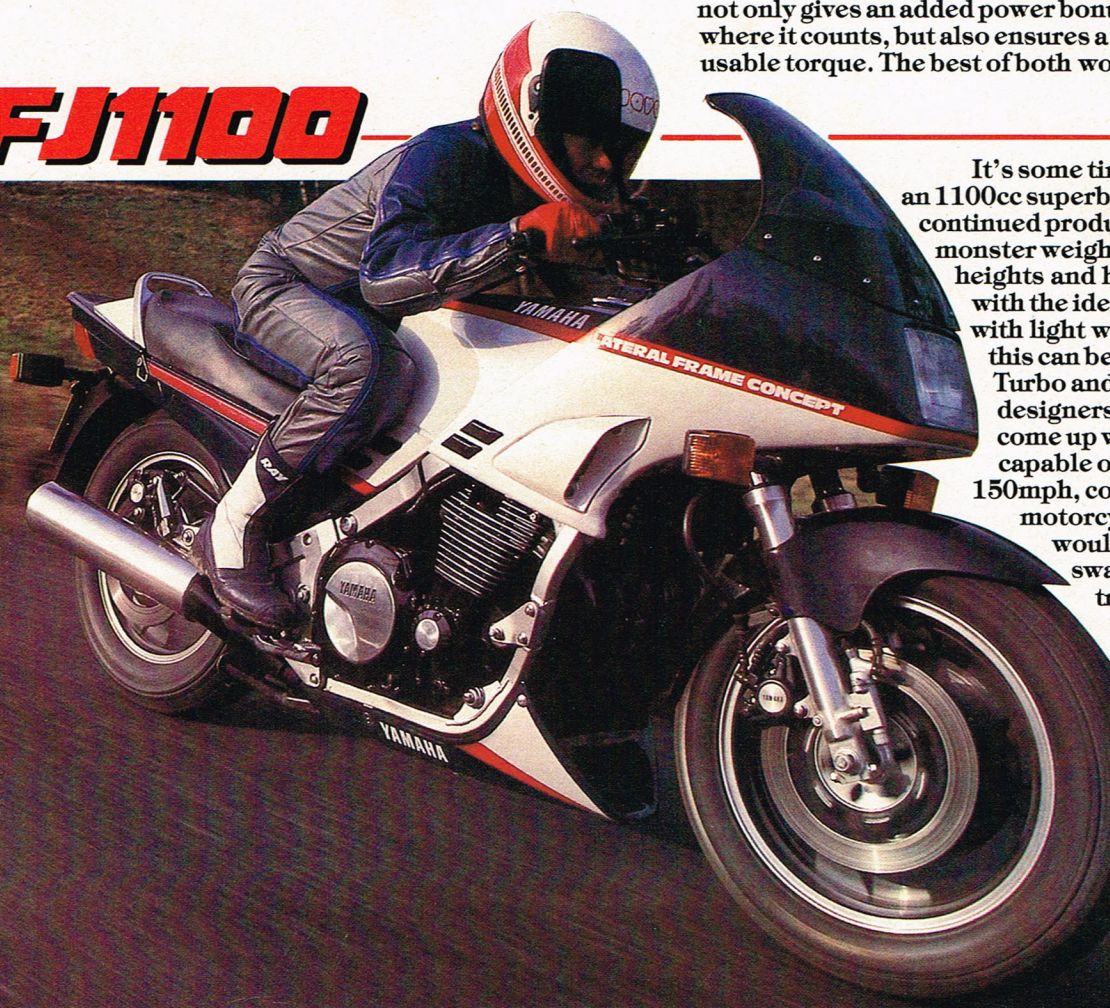 not only gives an added power bon
where it counts, but also ensures a
usable torque. The best of both wo
FJ1100
It's some ti
an 1100cc superb
continued produ
monster weigh
heights and h
with the ide
with light w
this can be
Turbo and
designers
come up w
capable o
150mph, co
motorcy
woul
swa
tr
YAMAHA
LATERAL FRAME CONCEPT
RAY
YAMAHA
YAMAHA
YAMAHA